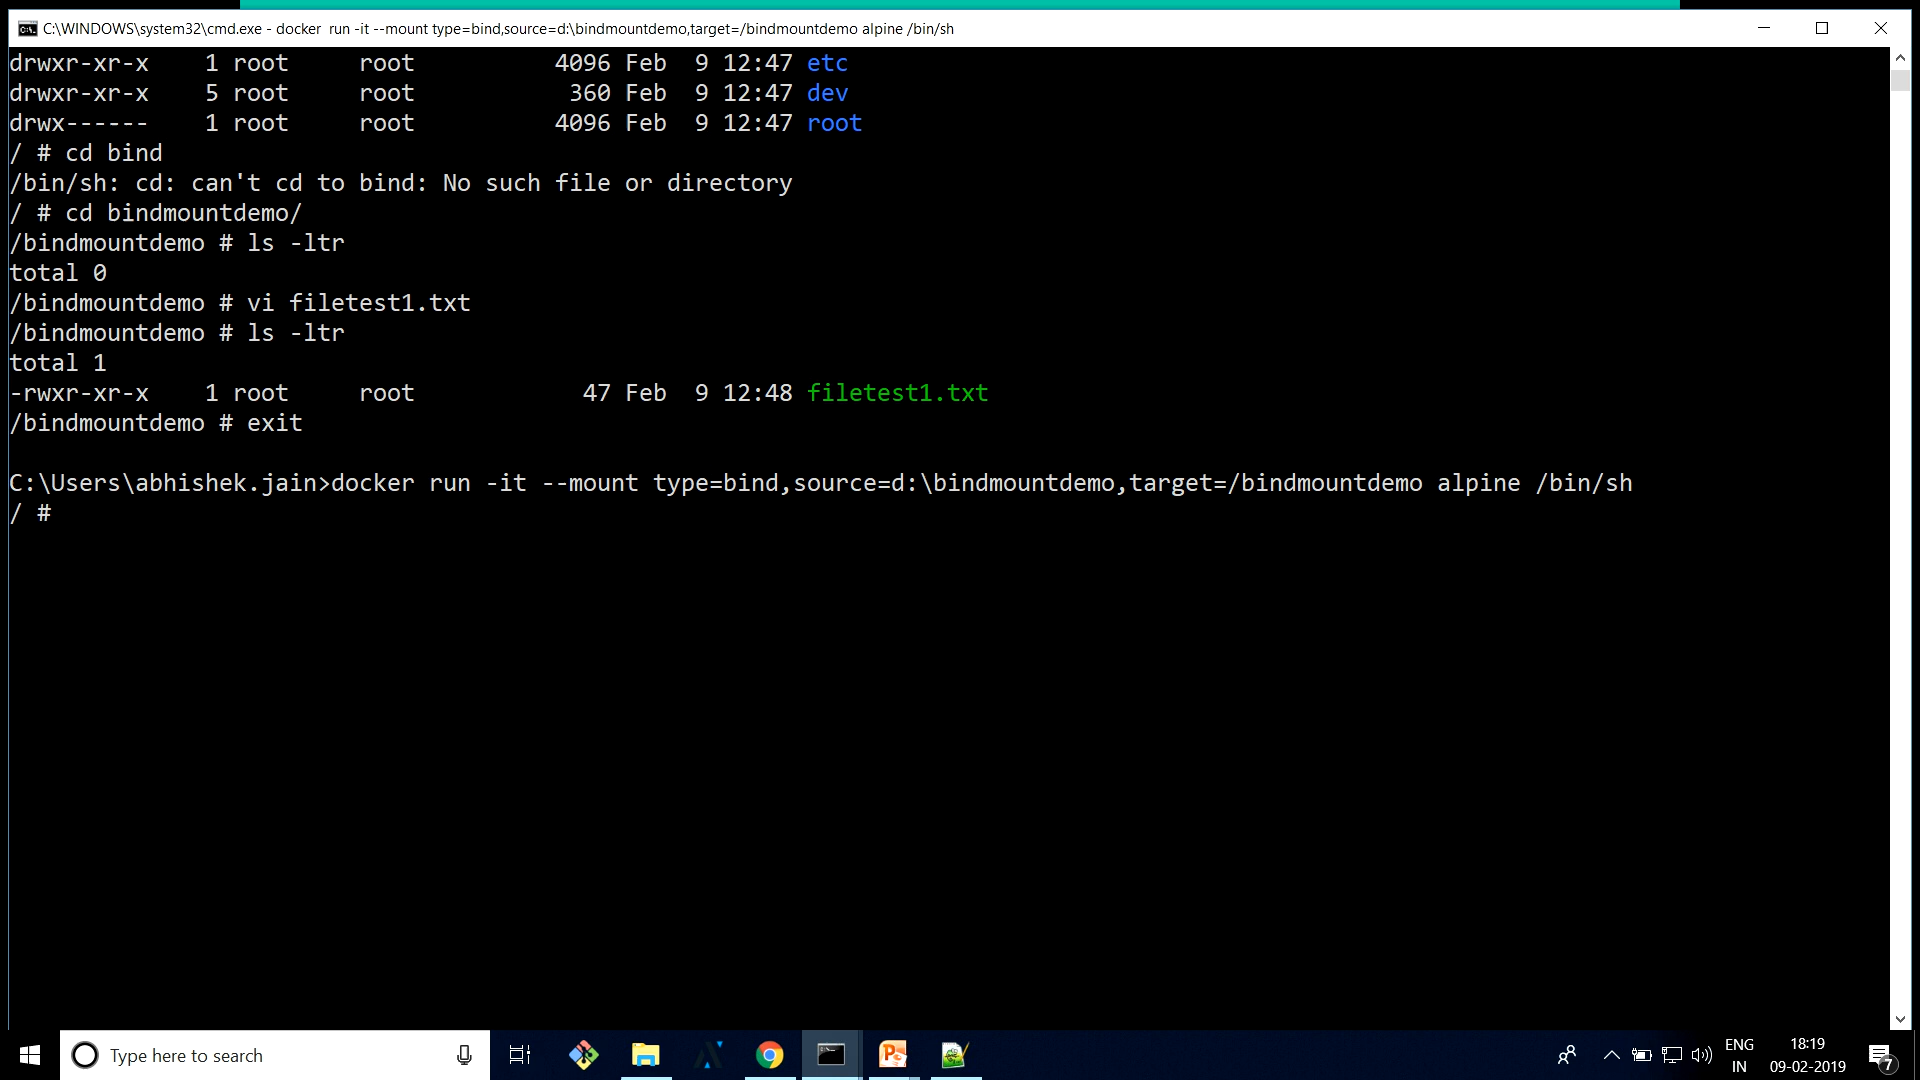 C:\WINDOWS\system32\cmd.exe - docker  run -it --mount type=bind,source=d:\bindmountdemo,target=/bindmountdemo alpine /bin/sh
drwxr-xr-x    1 root     root          4096 Feb  9 12:47 etc
drwxr-xr-x    5 root     root           360 Feb  9 12:47 dev
drwx------    1 root     root          4096 Feb  9 12:47 root
/ # cd bind
/bin/sh: cd: can't cd to bind: No such file or directory
/ # cd bindmountdemo/
/bindmountdemo # ls -ltr
total 0
/bindmountdemo # vi filetest1.txt
/bindmountdemo # ls -ltr
total 1
-rwxr-xr-x    1 root     root            47 Feb  9 12:48 filetest1.txt
/bindmountdemo # exit
C:\Users\abhishek.jain>docker run -it --mount type=bind,source=d:\bindmountdemo,target=/bindmountdemo alpine /bin/sh
/ #
Type here to search
ENG
IN
18:19
09-02-2019
7